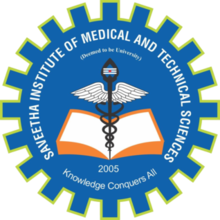 SAVEETHA INSTITUTE OF MEDICAL AND TECHNICAL SCIENCES
(Deemed to be University)
2005
Knowledge Conquers All